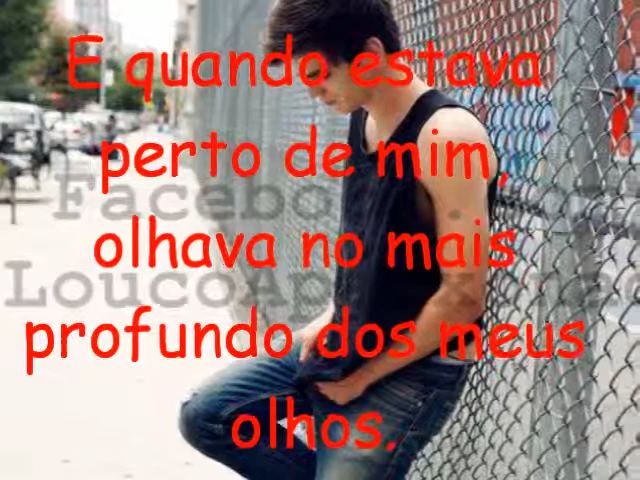 E quando estava
perto de mim,
olhava no mais
profundo dos meus
olhos.